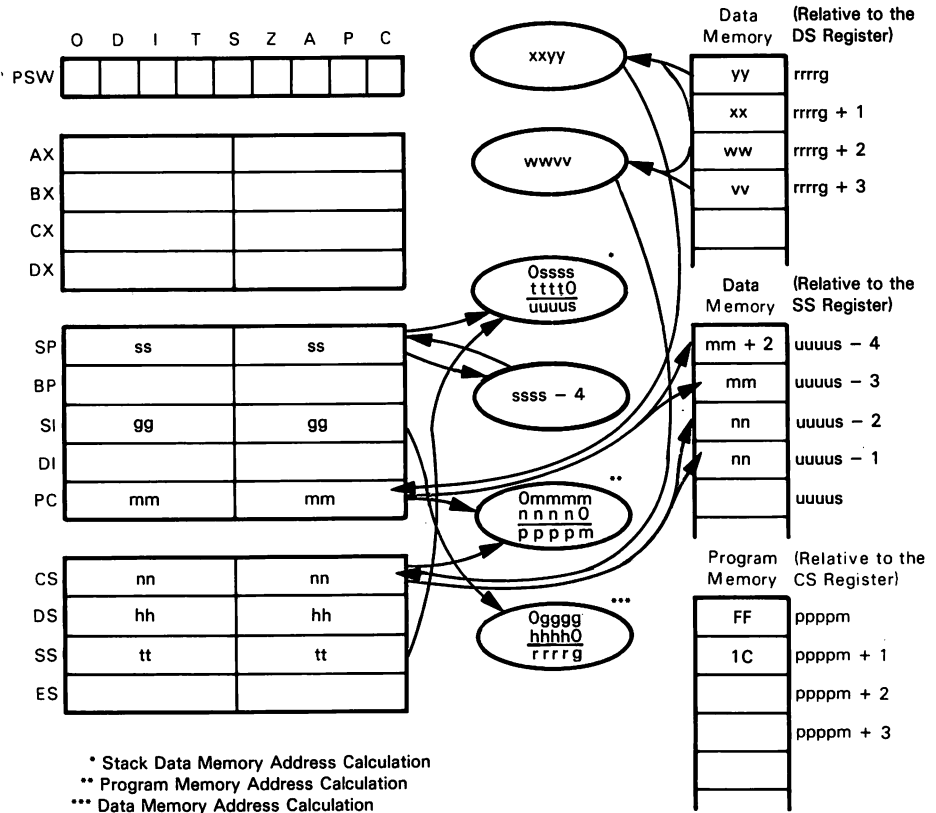 O D I T S Z A P C
PSW
AX
BX
CX
DX
SP ss ss
BP
SI gg gg
DI
PC mm mm
CS nn nn
DS hh hh
SS tt tt
ES
xxyy
wwvv
0ssss
tttt0
uuuus
*
ssss - 4
0mmmm
nnnn0
ppppm
**
0gggg
hhhh0
rrrrg
***
Data Memory
(Relative to the DS Register)
yy rrrrg
xx rrrrg + 1
ww rrrrg + 2
vv rrrrg + 3
Data Memory
(Relative to the SS Register)
mm + 2 uuuus - 4
mm uuuus - 3
nn uuuus - 2
nn uuuus - 1
uuuus
Program Memory
(Relative to the CS Register)
FF ppppm
1C ppppm + 1
ppppm + 2
ppppm + 3
* Stack Data Memory Address Calculation
** Program Memory Address Calculation
*** Data Memory Address Calculation